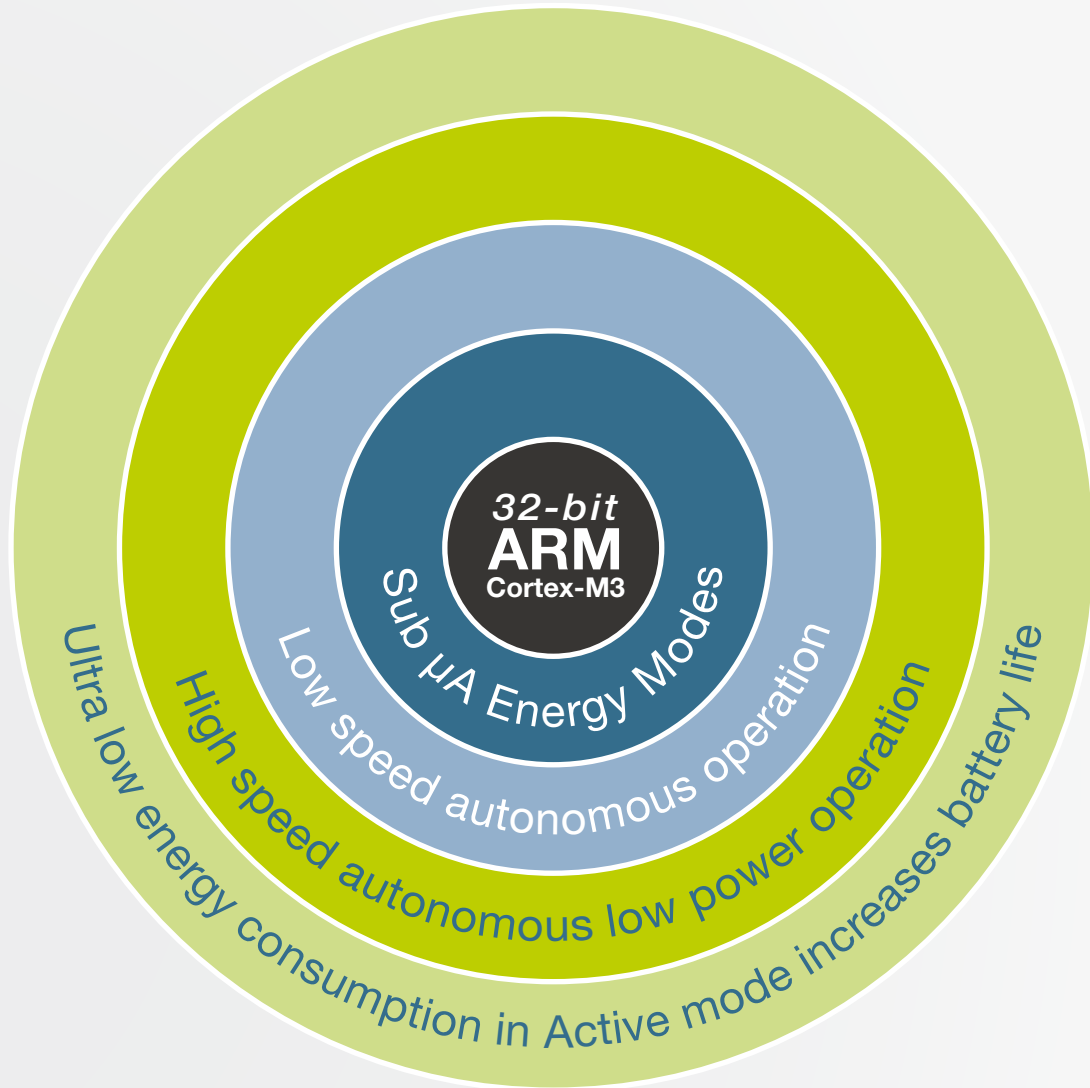 32-bit
ARM
Cortex-M3
Sub µA Energy Modes
Low speed autonomous operation
High speed autonomous low power operation
Ultra low energy consumption in Active mode increases battery life